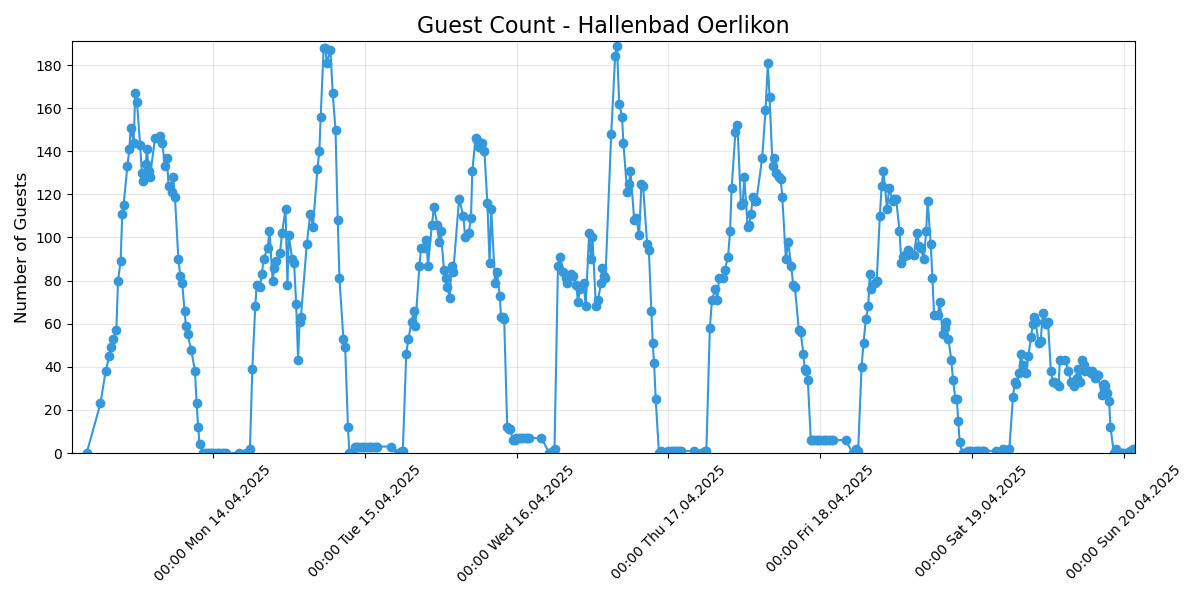 Guest Count - Hallenbad Oerlikon
Number of Guests
180
160
140
120
100
80
60
40
20
0
00:00 Mon 14.04.2025
00:00 Tue 15.04.2025
00:00 Wed 16.04.2025
00:00 Thu 17.04.2025
00:00 Fri 18.04.2025
00:00 Sat 19.04.2025
00:00 Sun 20.04.2025